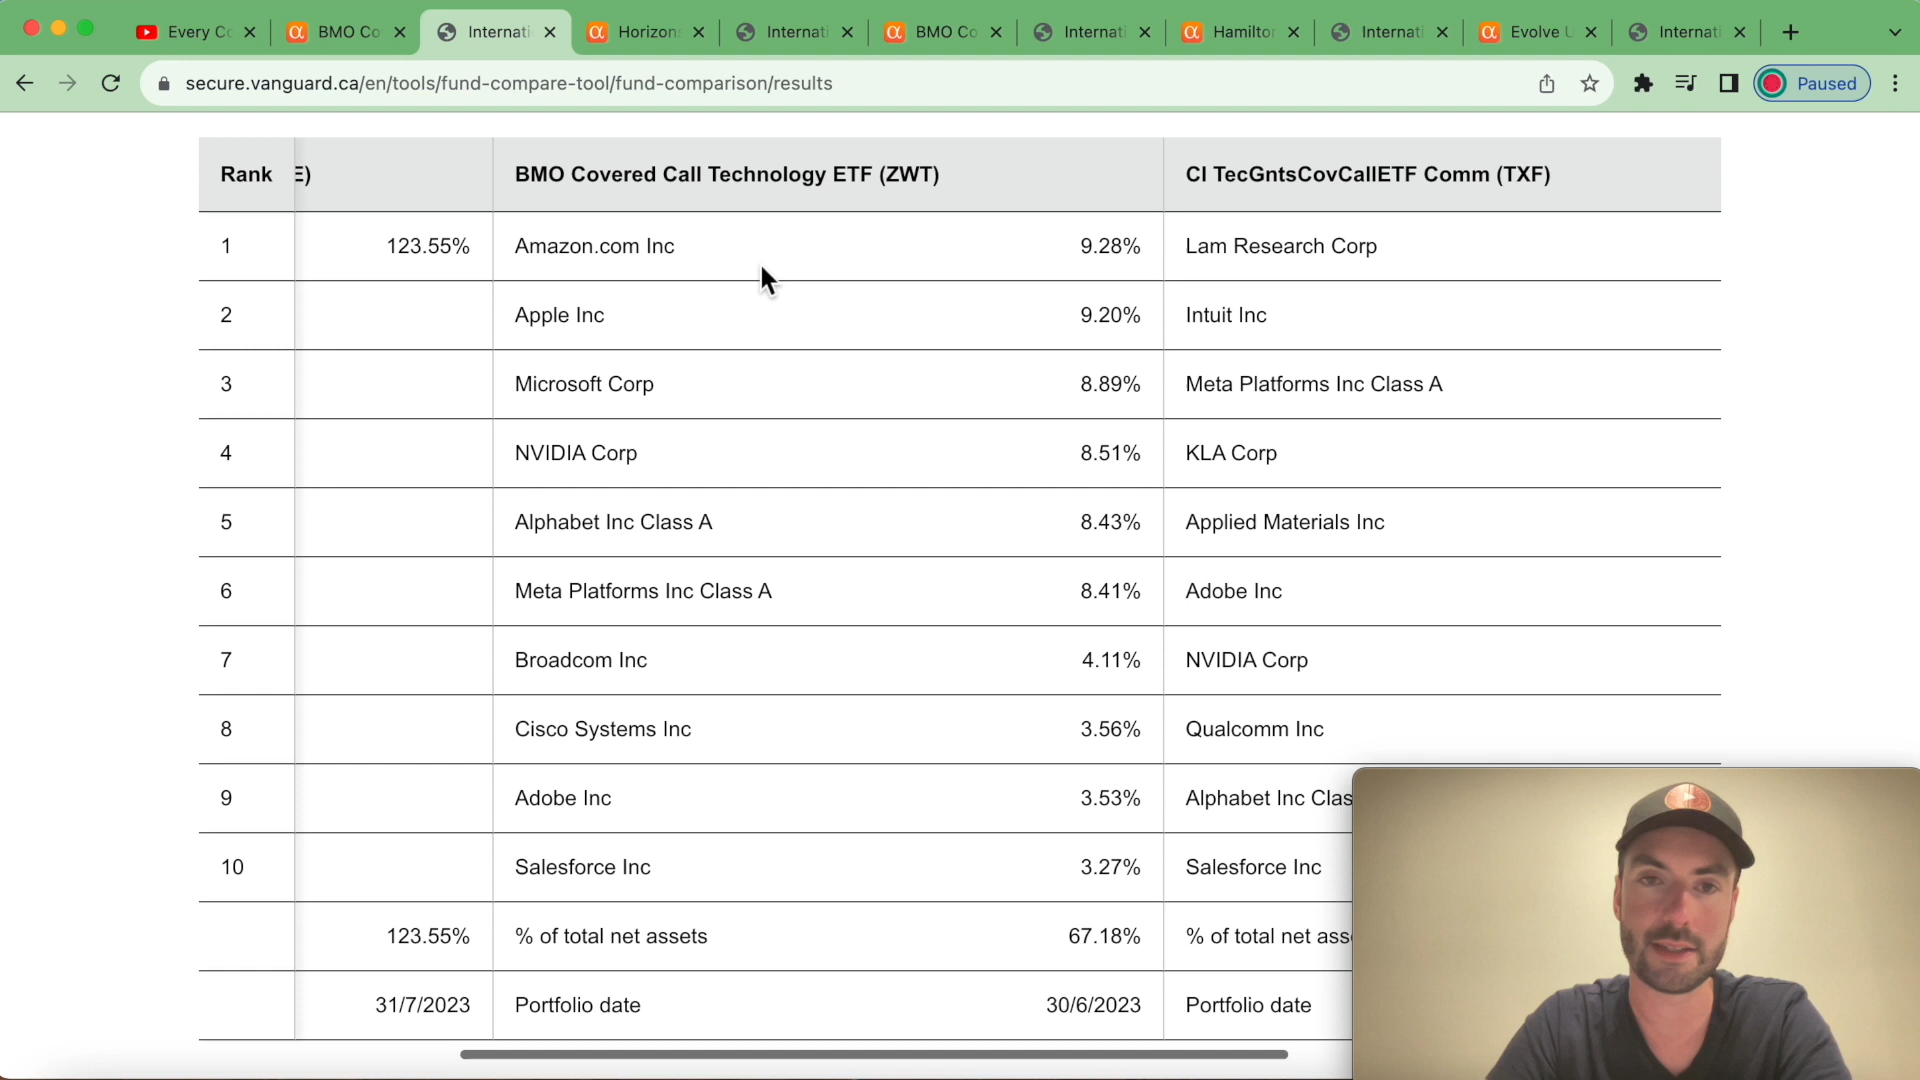 Every Co
BMO Co
Internati
Horizon
Internati
BMO Co
Internati
Hamilto
Internati
Evolve
Internati
secure.vanguard.ca/en/tools/fund-compare-tool/fund-comparison/results
Paused
Rank E) BMO Covered Call Technology ETF (ZWT) CI TecGntsCovCallETF Comm (TXF)
1 123.55% Amazon.com Inc 9.28% Lam Research Corp
2 Apple Inc 9.20% Intuit Inc
3 Microsoft Corp 8.89% Meta Platforms Inc Class A
4 NVIDIA Corp 8.51% KLA Corp
5 Alphabet Inc Class A 8.43% Applied Materials Inc
6 Meta Platforms Inc Class A 8.41% Adobe Inc
7 Broadcom Inc 4.11% NVIDIA Corp
8 Cisco Systems Inc 3.56% Qualcomm Inc
9 Adobe Inc 3.53% Alphabet Inc Clas
10 Salesforce Inc 3.27% Salesforce Inc
123.55% % of total net assets 67.18% % of total net ass
31/7/2023 Portfolio date 30/6/2023 Portfolio date